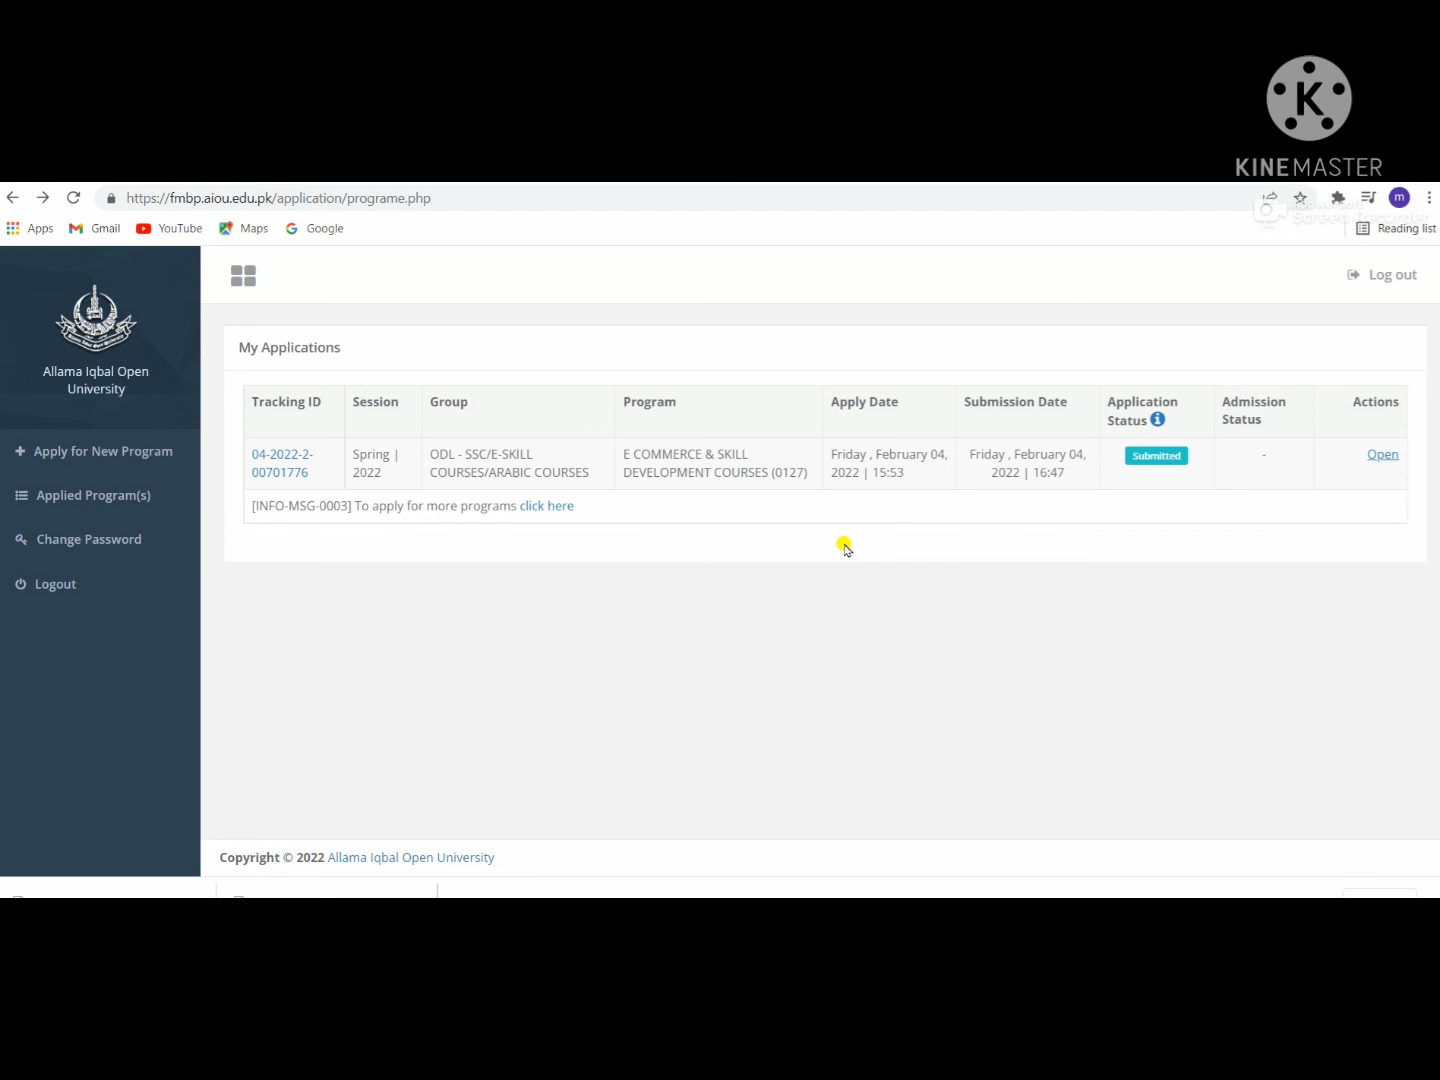 KINEMASTER
https://fmbp.aiou.edu.pk/application/programe.php
m
Apps Gmail YouTube Maps Google Reading list
Log out
Allama Iqbal Open
University
Apply for New Program
Applied Program(s)
Change Password
Logout
My Applications
Tracking ID Session Group Program Apply Date Submission Date Application Status Admission Status Actions
04-2022-2- Spring | ODL - SSC/E-SKILL E COMMERCE & SKILL Friday , February 04, Friday , February 04, Submitted - Open
00701776 2022 COURSES/ARABIC COURSES DEVELOPMENT COURSES (0127) 2022 | 15:53 2022 | 16:47
[INFO-MSG-0003] To apply for more programs click here
Copyright © 2022 Allama Iqbal Open University